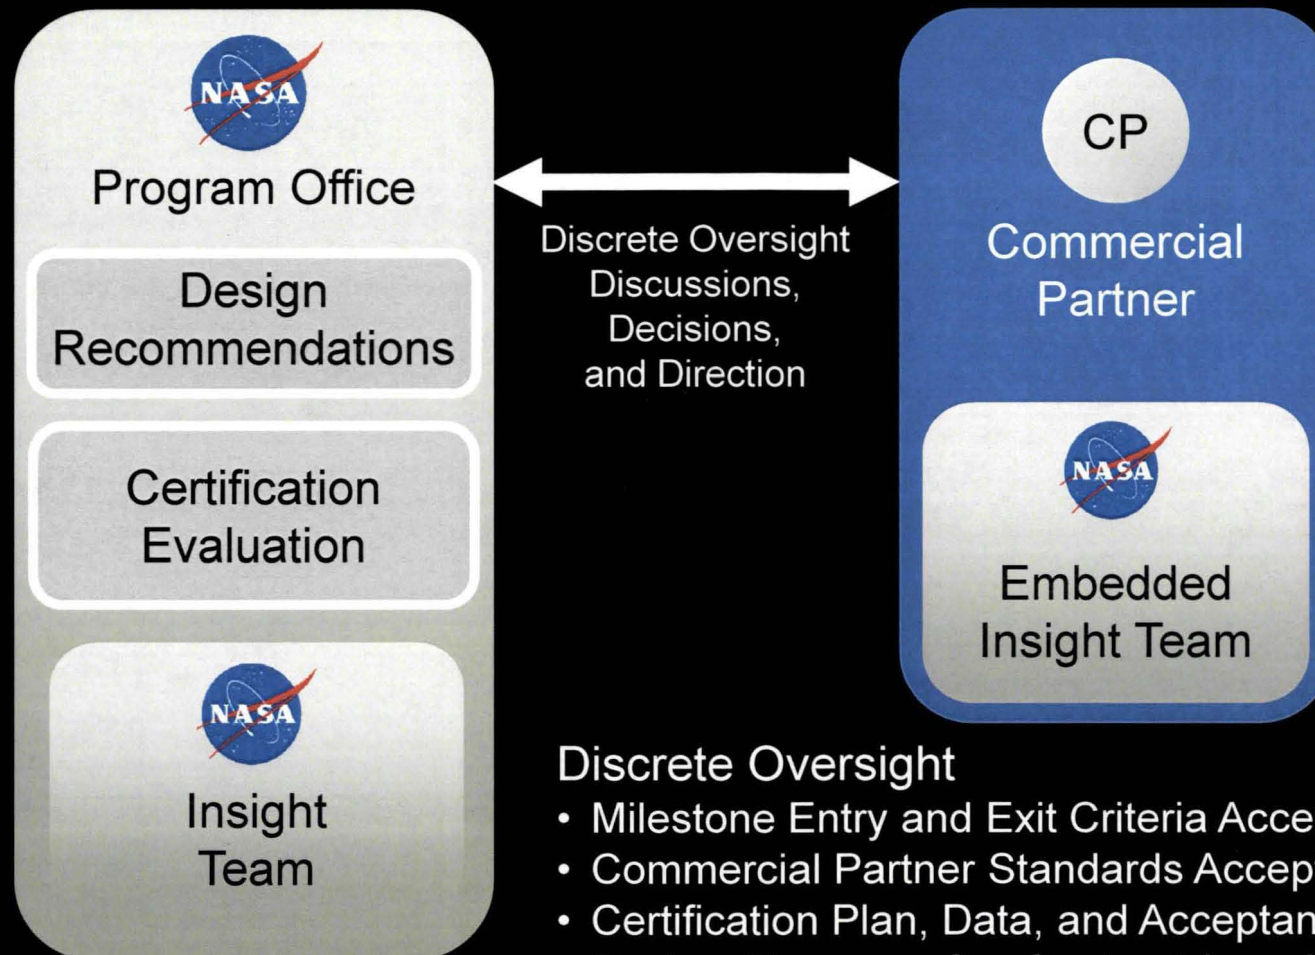 NASA
Program Office
Design
Recommendations
Certification
Evaluation
NASA
Insight
Team
Discrete Oversight
Discussions,
Decisions,
and Direction
CP
Commercial
Partner
NASA
Embedded
Insight Team
Discrete Oversight
• Milestone Entry and Exit Criteria
• Commercial Partner Standards
• Certification Plan, Data, and